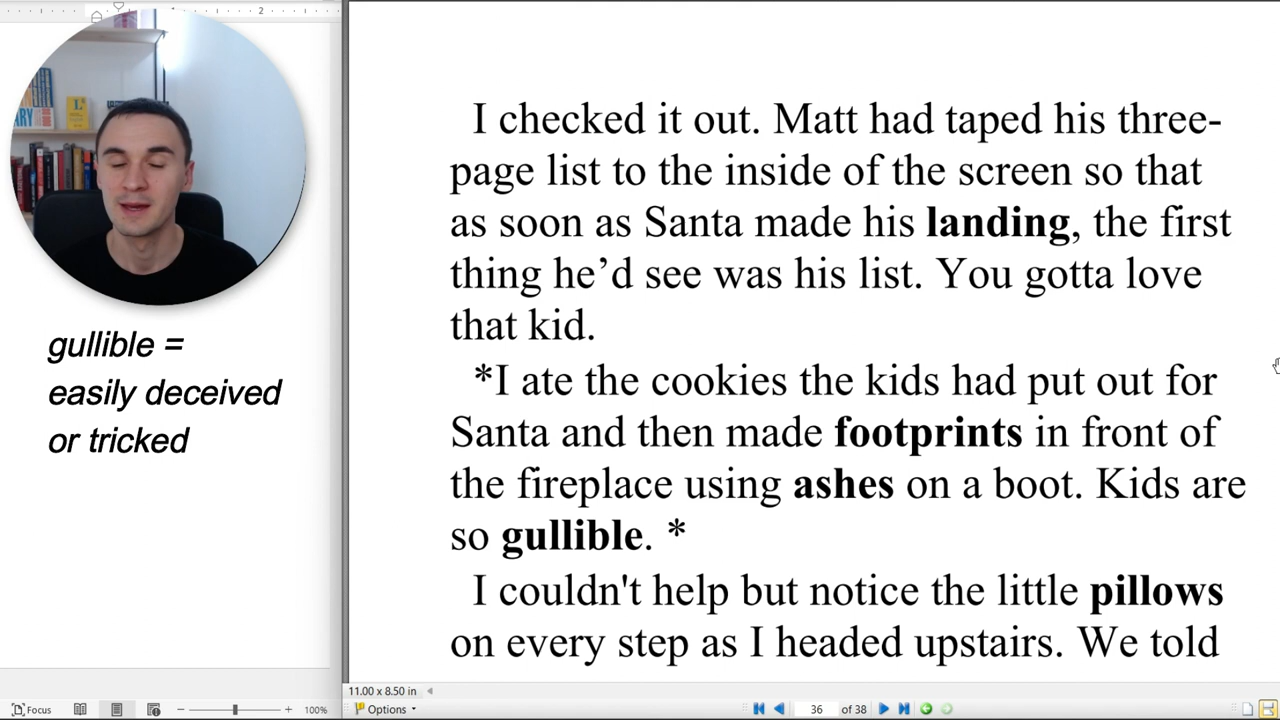 2
gullible =
easily deceived
or tricked
I checked it out. Matt had taped his three-
page list to the inside of the screen so that
as soon as Santa made his landing, the first
thing he’d see was his list. You gotta love
that kid.
*I ate the cookies the kids had put out for
Santa and then made footprints in front of
the fireplace using ashes on a boot. Kids are
so gullible. *
I couldn't help but notice the little pillows
on every step as I headed upstairs. We told
11.00 x 8.50 in
Focus
100%
Options
36 of 38